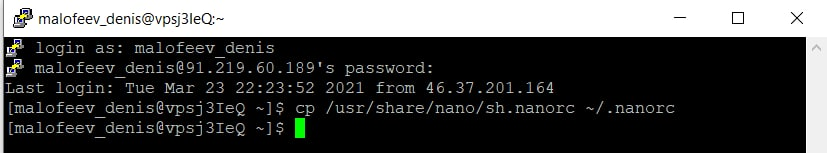 malofeev_denis@vpsj3IeQ:~
login as: malofeev_denis
malofeev_denis@91.219.60.189's password:
Last login: Tue Mar 23 22:23:52 2021 from 46.37.201.164
[malofeev_denis@vpsj3IeQ ~]$ cp /usr/share/nano/sh.nanorc ~/.nanorc
[malofeev_denis@vpsj3IeQ ~]$